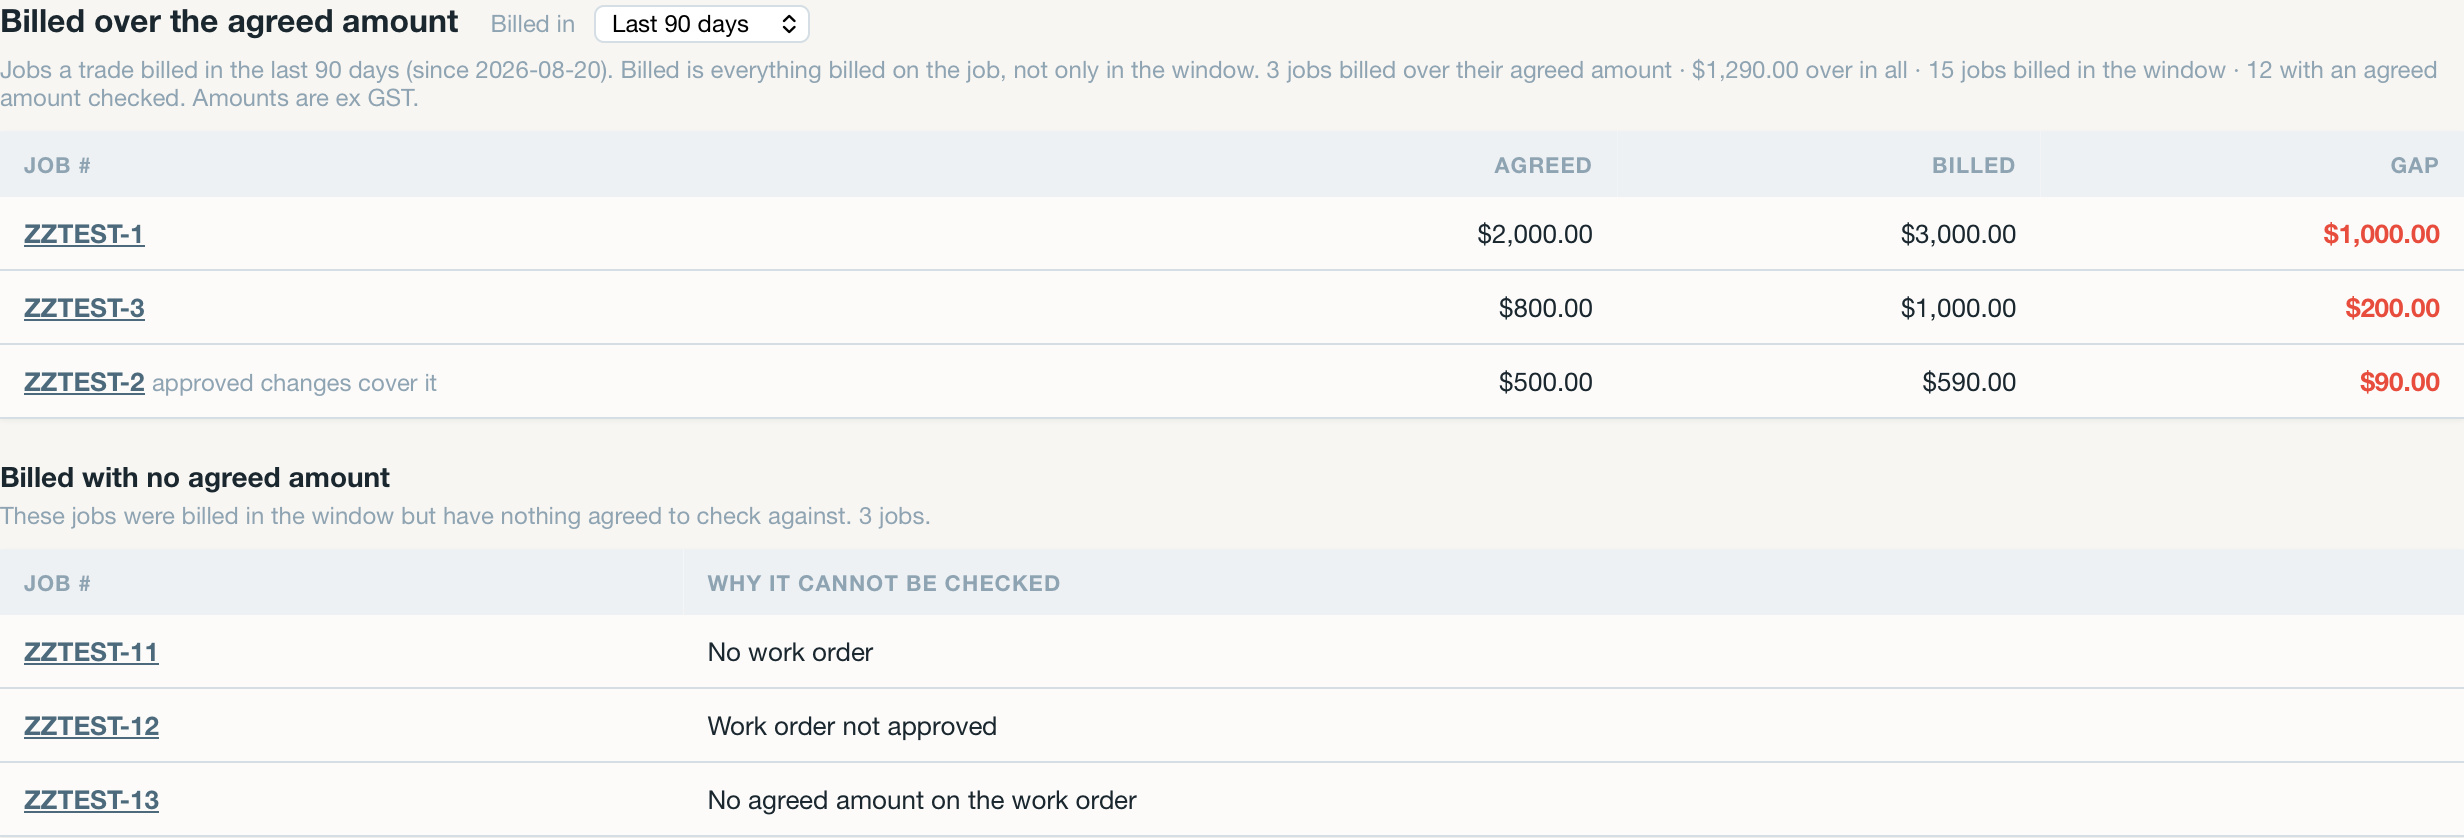 Billed over the agreed amount Billed in Last 90 days
Jobs a trade billed in the last 90 days (since 2026-08-20). Billed is everything billed on the job, not only in the window. 3 jobs billed over their agreed amount · $1,290.00 over in all · 15 jobs billed in the window · 12 with an agreed
amount checked. Amounts are ex GST.
JOB # AGREED BILLED GAP
ZZTEST-1 $2,000.00 $3,000.00 $1,000.00
ZZTEST-3 $800.00 $1,000.00 $200.00
ZZTEST-2 approved changes cover it $500.00 $590.00 $90.00
Billed with no agreed amount
These jobs were billed in the window but have nothing agreed to check against. 3 jobs.
JOB # WHY IT CANNOT BE CHECKED
ZZTEST-11 No work order
ZZTEST-12 Work order not approved
ZZTEST-13 No agreed amount on the work order